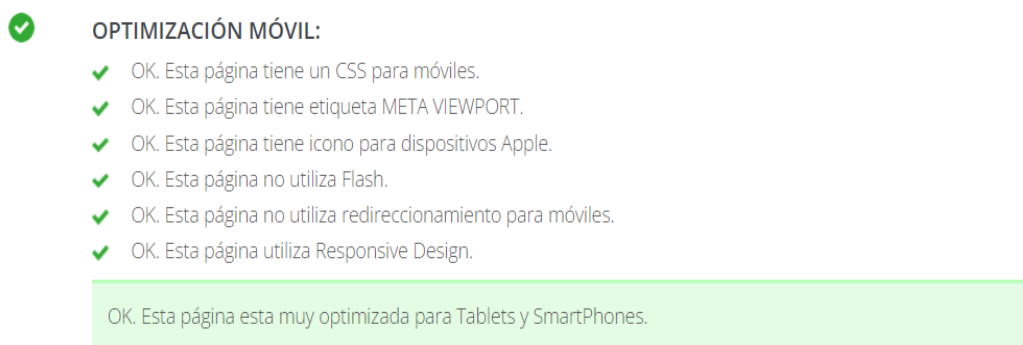 OPTIMIZACIÓN MÓVIL:
OK. Esta página tiene un CSS para móviles.
OK. Esta página tiene etiqueta META VIEWPORT.
OK. Esta página tiene icono para dispositivos Apple.
OK. Esta página no utiliza Flash.
OK. Esta página no utiliza redireccionamiento para móviles.
OK. Esta página utiliza Responsive Design.
OK. Esta página esta muy optimizada para Tablets y SmartPhones.